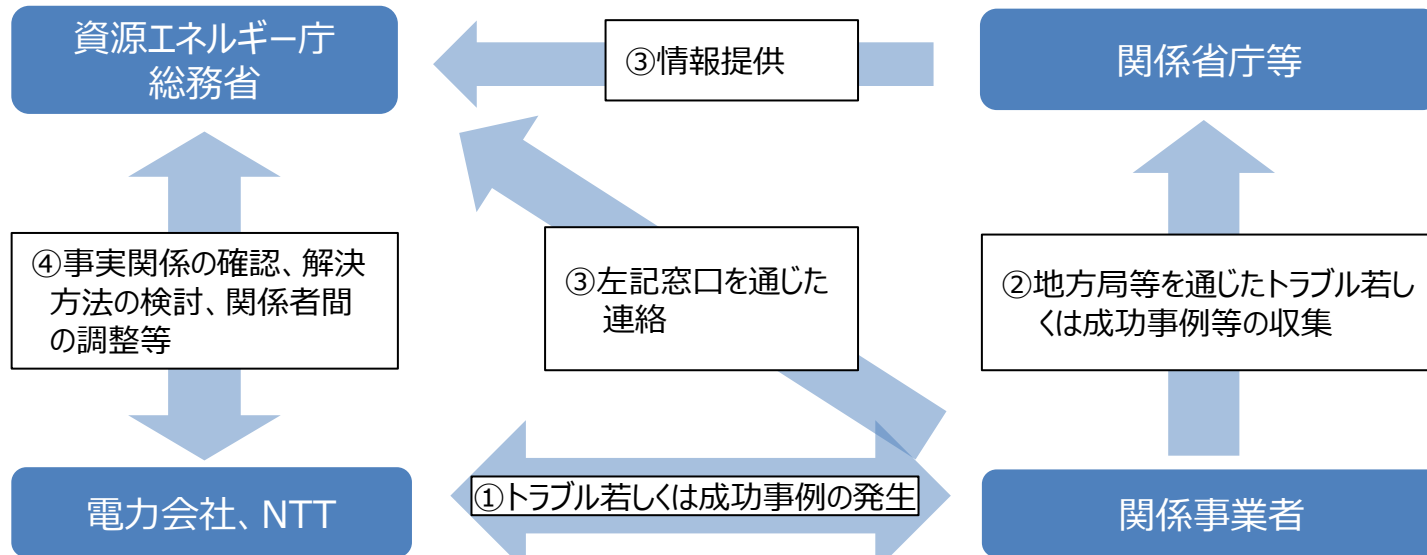 資源エネルギー庁
総務省
③情報提供
関係省庁等
④事実関係の確認、解決
方法の検討、関係者間
の調整等
③左記窓口を通じた
連絡
②地方局等を通じたトラブル若し
くは成功事例等の収集
電力会社、NTT
①トラブル若しくは成功事例の発生
関係事業者